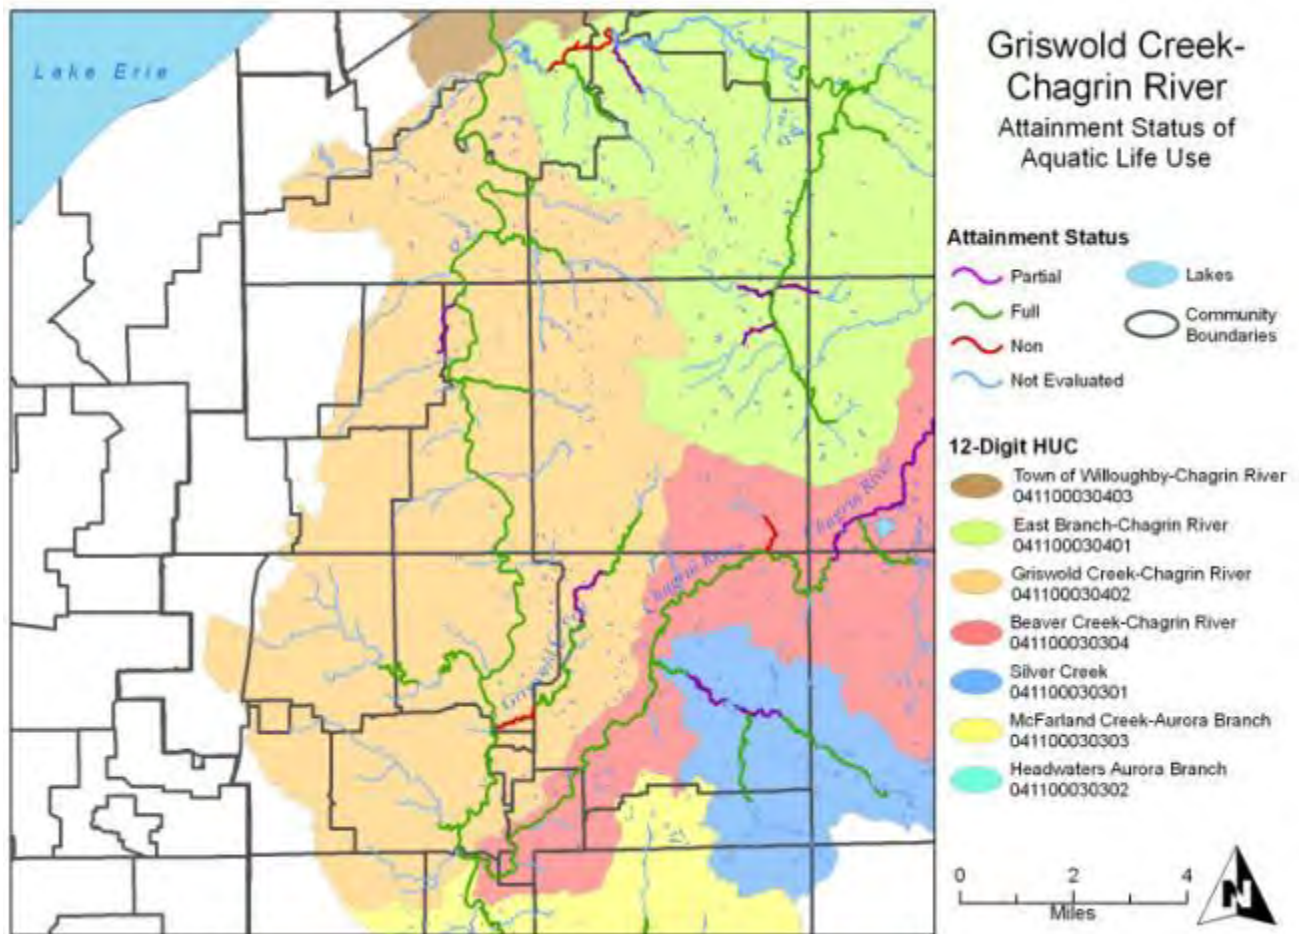 Lake Erie
Chagrin River
Chagrin River
Griswold
Griswold Creek-
Chagrin River
Attainment Status of
Aquatic Life Use
Attainment Status
Partial
Full
Non
Not Evaluated
Lakes
Community
Boundaries
12-Digit HUC
Town of Willoughby-Chagrin River
041100030403
East Branch-Chagrin River
041100030401
Griswold Creek-Chagrin River
041100030402
Beaver Creek-Chagrin River
041100030304
Silver Creek
041100030301
McFarland Creek-Aurora Branch
041100030303
Headwaters Aurora Branch
041100030302
0 2 4
Miles
N